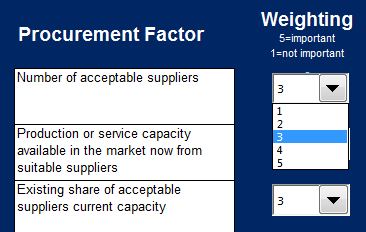 Procurement Factor
Weighting
5=important
1=not important
Number of acceptable suppliers
3
1
2
3
4
5
Production or service capacity
available in the market now from
suitable suppliers
Existing share of acceptable
suppliers current capacity
3